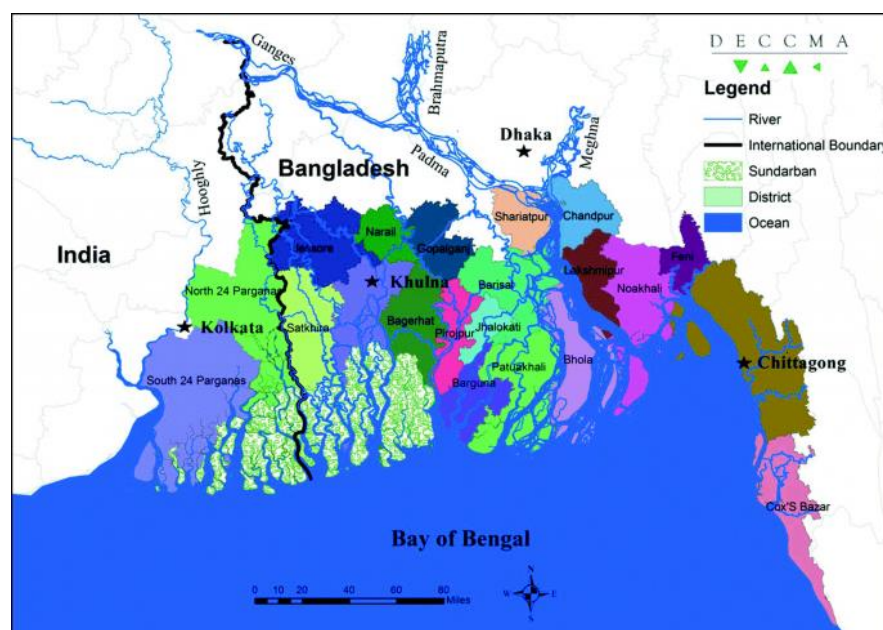 Ganges
Brahmaputra
D E C C M A
Legend
River
International Boundary
Sundarban
District
Ocean
Dhaka
Meghna
Padma
Bangladesh
Hooghly
India
Shariatpur
Chandpur
Narail
Jessore
Gopalganj
Lakshmipur
Feni
Noakhali
Khulna
Barisal
North 24 Parganas
Kolkata
Satkhira
Bagerhat
Pirojpur
Jhalokati
Bhola
Patuakhali
Barguna
Chittagong
South 24 Parganas
Cox'S Bazar
Bay of Bengal
N
W E
S
0 10 20 40 60 80
Miles